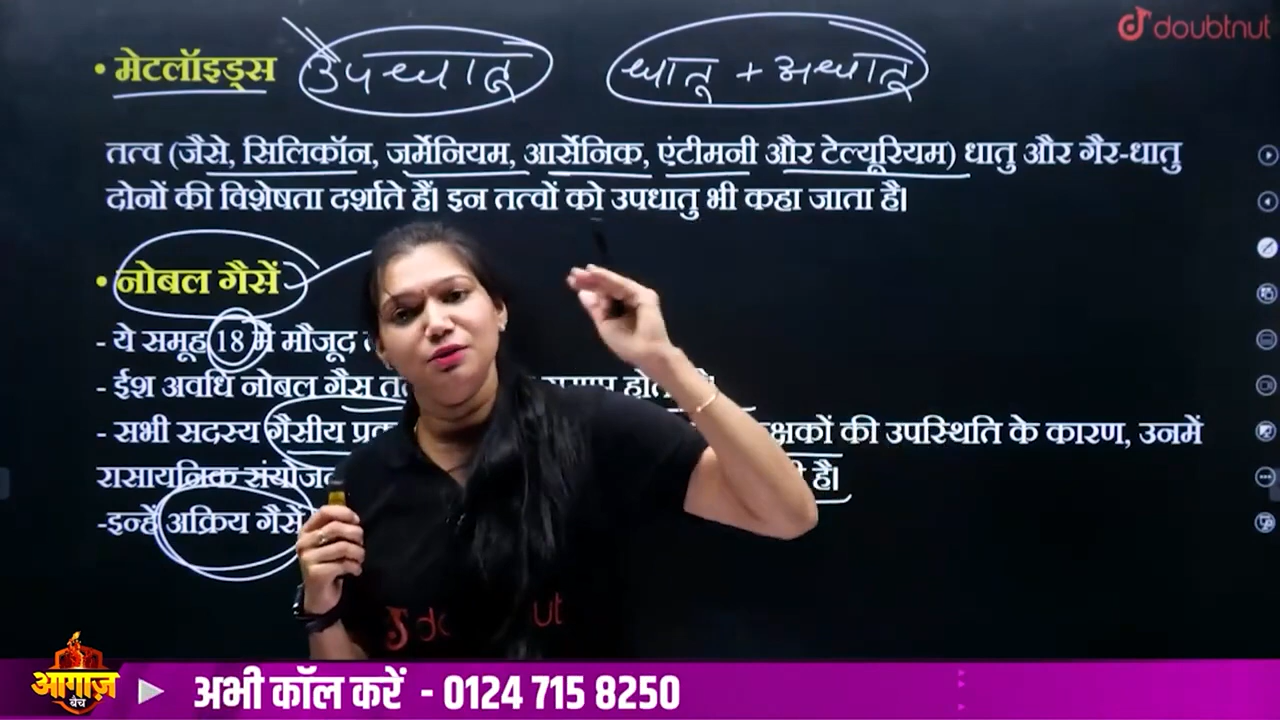 doubtnut
• मेटलॉइड्स उपधातू धातू + अधातू
तत्व (जैसे, सिलिकॉन, जर्मेनियम, आर्सेनिक, एंटीमनी और टेल्यूरियम) धातु और गैर-धातु
दोनों की विशेषता दर्शाते हैं। इन तत्वों को उपधातु भी कहा जाता है।
• नोबल गैसें
- ये समूह 18 में मौजूद
- ईश अवधि नोबल गैस
- सभी सदस्य गैसीय की उपस्थिति के कारण, उनमें
रासायनिक है।
-इन्हें अक्रिय गैसें
आगाज़
बैच
अभी कॉल करें - 0124 715 8250